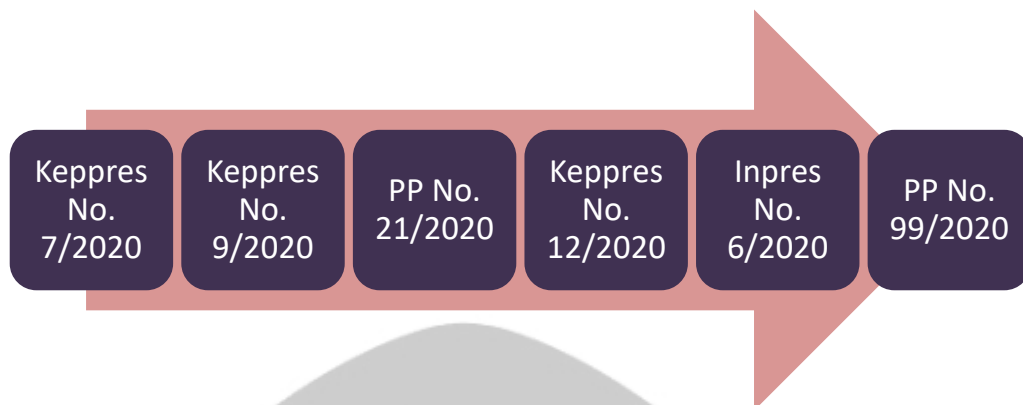 Keppres
No.
7/2020
Keppres
No.
9/2020
PP No.
21/2020
Keppres
No.
12/2020
Inpres
No.
6/2020
PP No.
99/2020